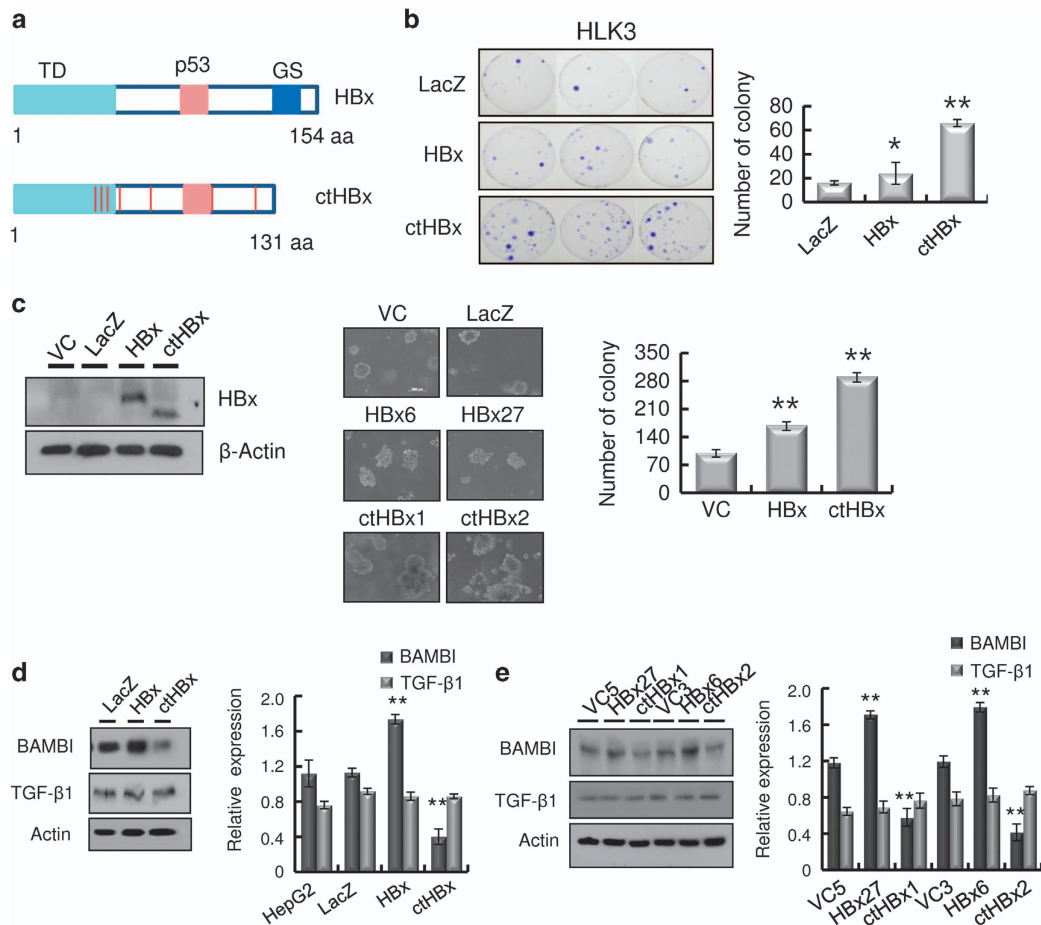 a
TD
p53
GS
HBx
1
154 aa
ctHBx
1
131 aa
b
HLK3
LacZ
HBx
ctHBx
Number of colony
80
60
40
20
0
*
**
LacZ
HBx
ctHBx
c
VC
LacZ
HBx
ctHBx
HBx
β-Actin
VC
LacZ
HBx6
HBx27
ctHBx1
ctHBx2
Number of colony
350
280
210
140
70
0
**
**
VC
HBx
ctHBx
d
LacZ
HBx
ctHBx
BAMBI
TGF-β1
Actin
BAMBI
TGF-β1
Relative expression
2.0
1.6
1.2
0.8
0.4
0
**
**
HepG2
LacZ
HBx
ctHBx
e
VC5
HBx27
ctHBx1
VC3
HBx6
ctHBx2
BAMBI
TGF-β1
Actin
BAMBI
TGF-β1
Relative expression
2.0
1.6
1.2
0.8
0.4
0
**
**
**
**
VC5
HBx27
ctHBx1
VC3
HBx6
ctHBx2